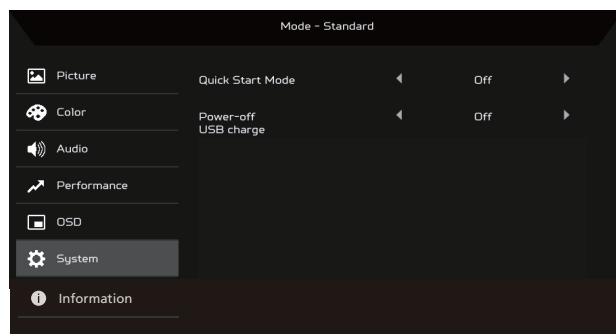 Mode - Standard
Picture
Quick Start Mode
Off
Color
Power-off
USB charge
Off
Audio
Performance
OSD
System
Information